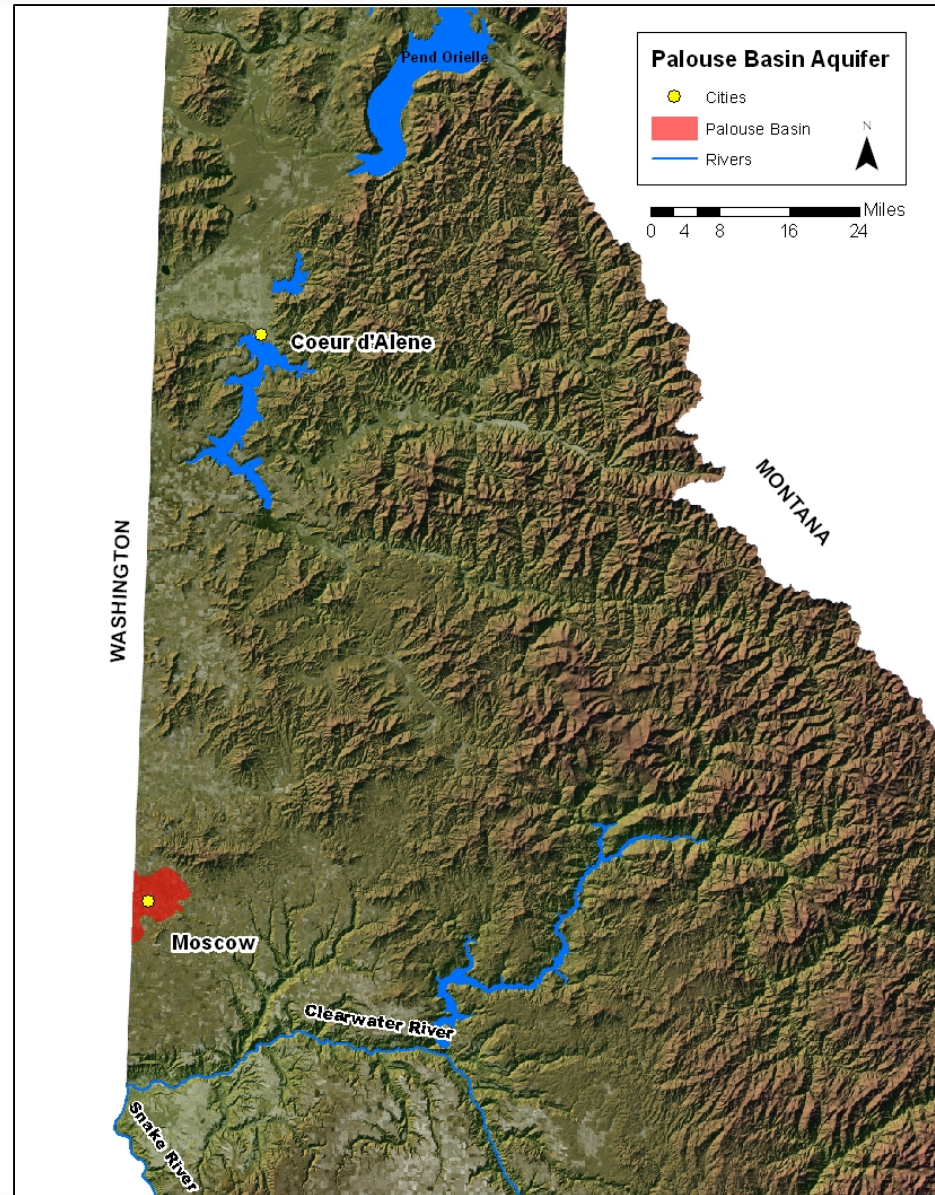 Pend Orielle
Palouse Basin Aquifer
Cities
Palouse Basin
Rivers
N
Miles
0 4 8 16 24
Coeur d'Alene
MONTANA
WASHINGTON
Moscow
Clearwater River
Snake River